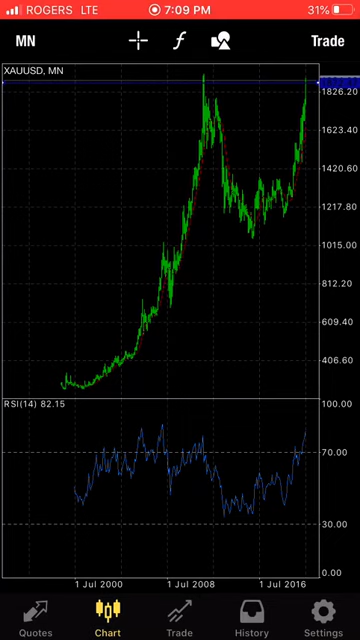 ROGERS LTE 7:09 PM 31%
MN Trade
XAUUSD, MN
1826.20
1623.40
1420.60
1217.80
1015.00
812.20
609.40
406.60
RSI(14) 82.15 100.00
70.00
30.00
0.00
1 Jul 2000 1 Jul 2008 1 Jul 2016
Quotes Chart Trade History Settings